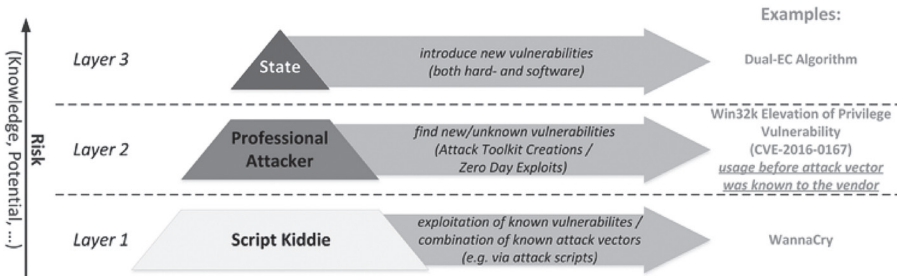 Examples:
Risk
(Knowledge, Potential, ...)
Layer 3
State
introduce new vulnerabilities
(both hard- and software)
Dual-EC Algorithm
Layer 2
Professional
Attacker
find new/unknown vulnerabilities
(Attack Toolkit Creations /
Zero Day Exploits)
Win32k Elevation of Privilege
Vulnerability
(CVE-2016-0167)
usage before attack vector
was known to the vendor
Layer 1
Script Kiddie
exploitation of known vulnerabilites /
combination of known attack vectors
(e.g. via attack scripts)
WannaCry